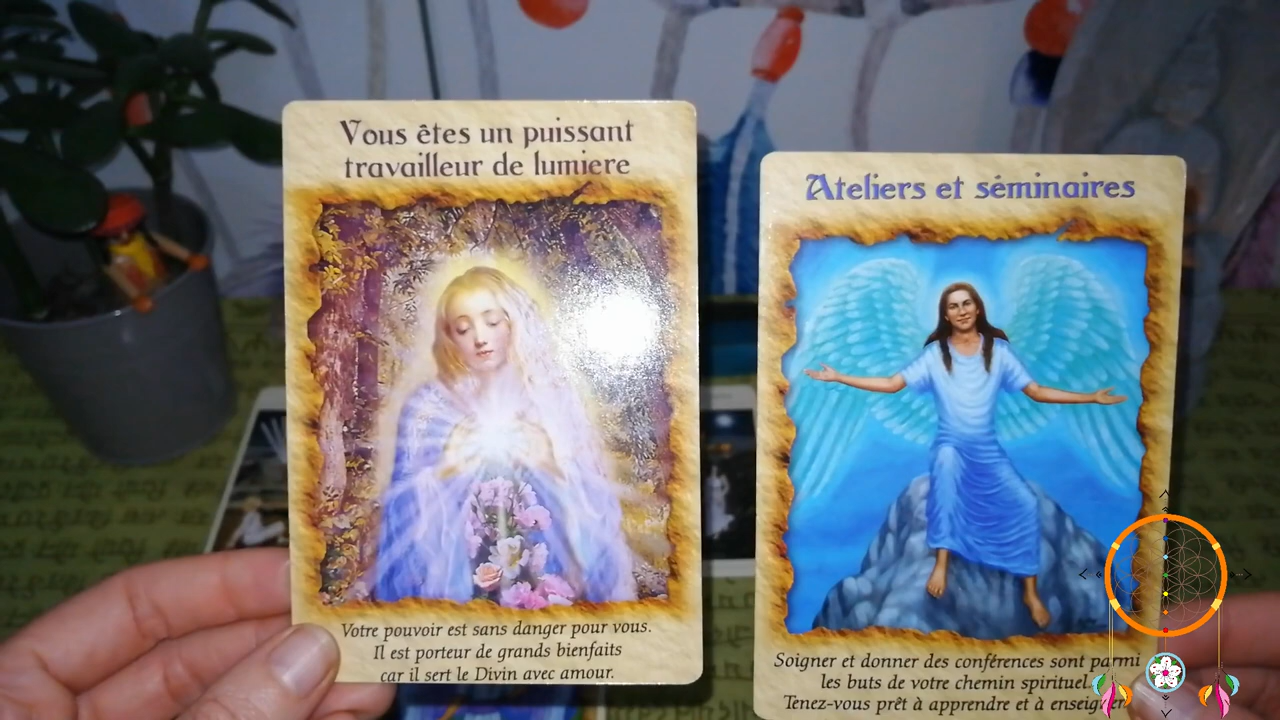 Vous êtes un puissant
travailleur de lumiere
Votre pouvoir est sans danger pour vous.
Il est porteur de grands bienfaits
car il sert le Divin avec amour.
Ateliers et séminaires
Soigner et donner des conférences sont parmi
les buts de votre chemin spirituel.
Tenez-vous prêt à apprendre et à enseigner